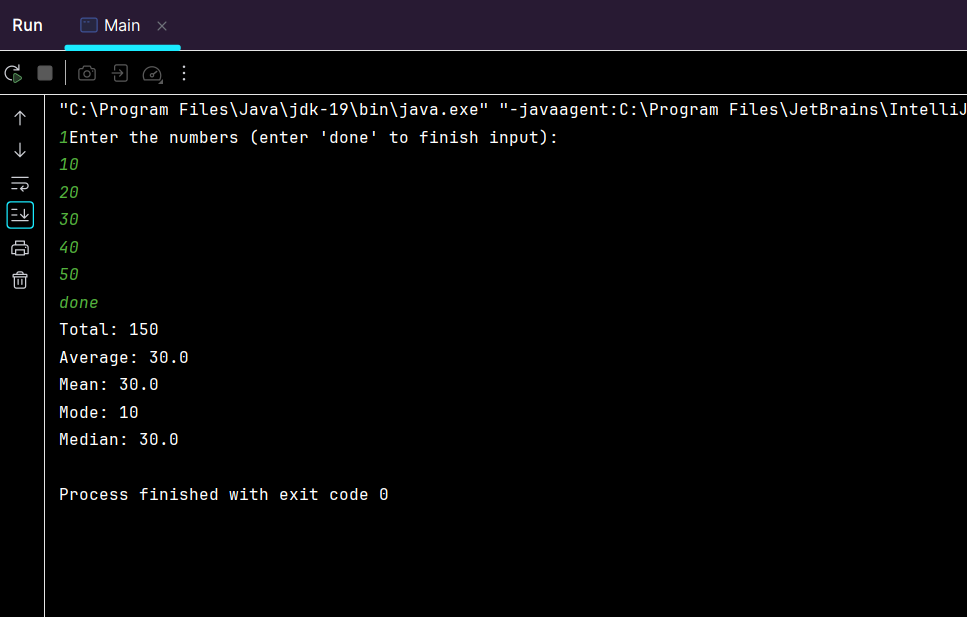 Run Main
"C:\Program Files\Java\jdk-19\bin\java.exe" "-javaagent:C:\Program Files\JetBrains\IntelliJ
1Enter the numbers (enter 'done' to finish input):
10
20
30
40
50
done
Total: 150
Average: 30.0
Mean: 30.0
Mode: 10
Median: 30.0
Process finished with exit code 0